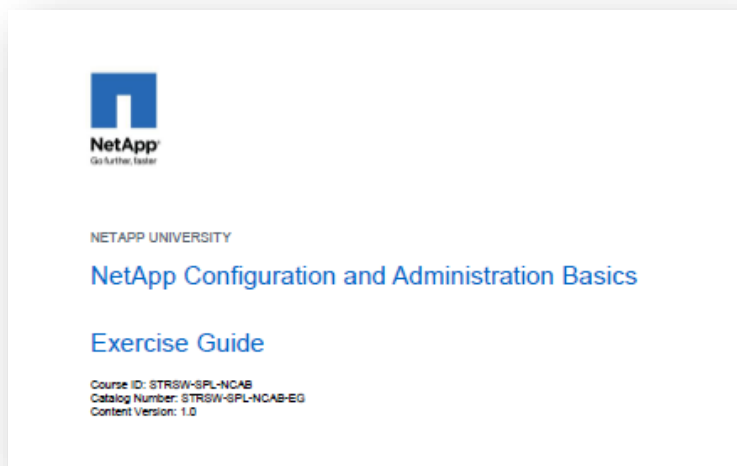 NetApp
Go further, faster
NETAPP UNIVERSITY
NetApp Configuration and Administration Basics
Exercise Guide
Course ID: STRSW-SPL-NCAB
Catalog Number: STRSW-SPL-NCAB-EG
Content Version: 1.0